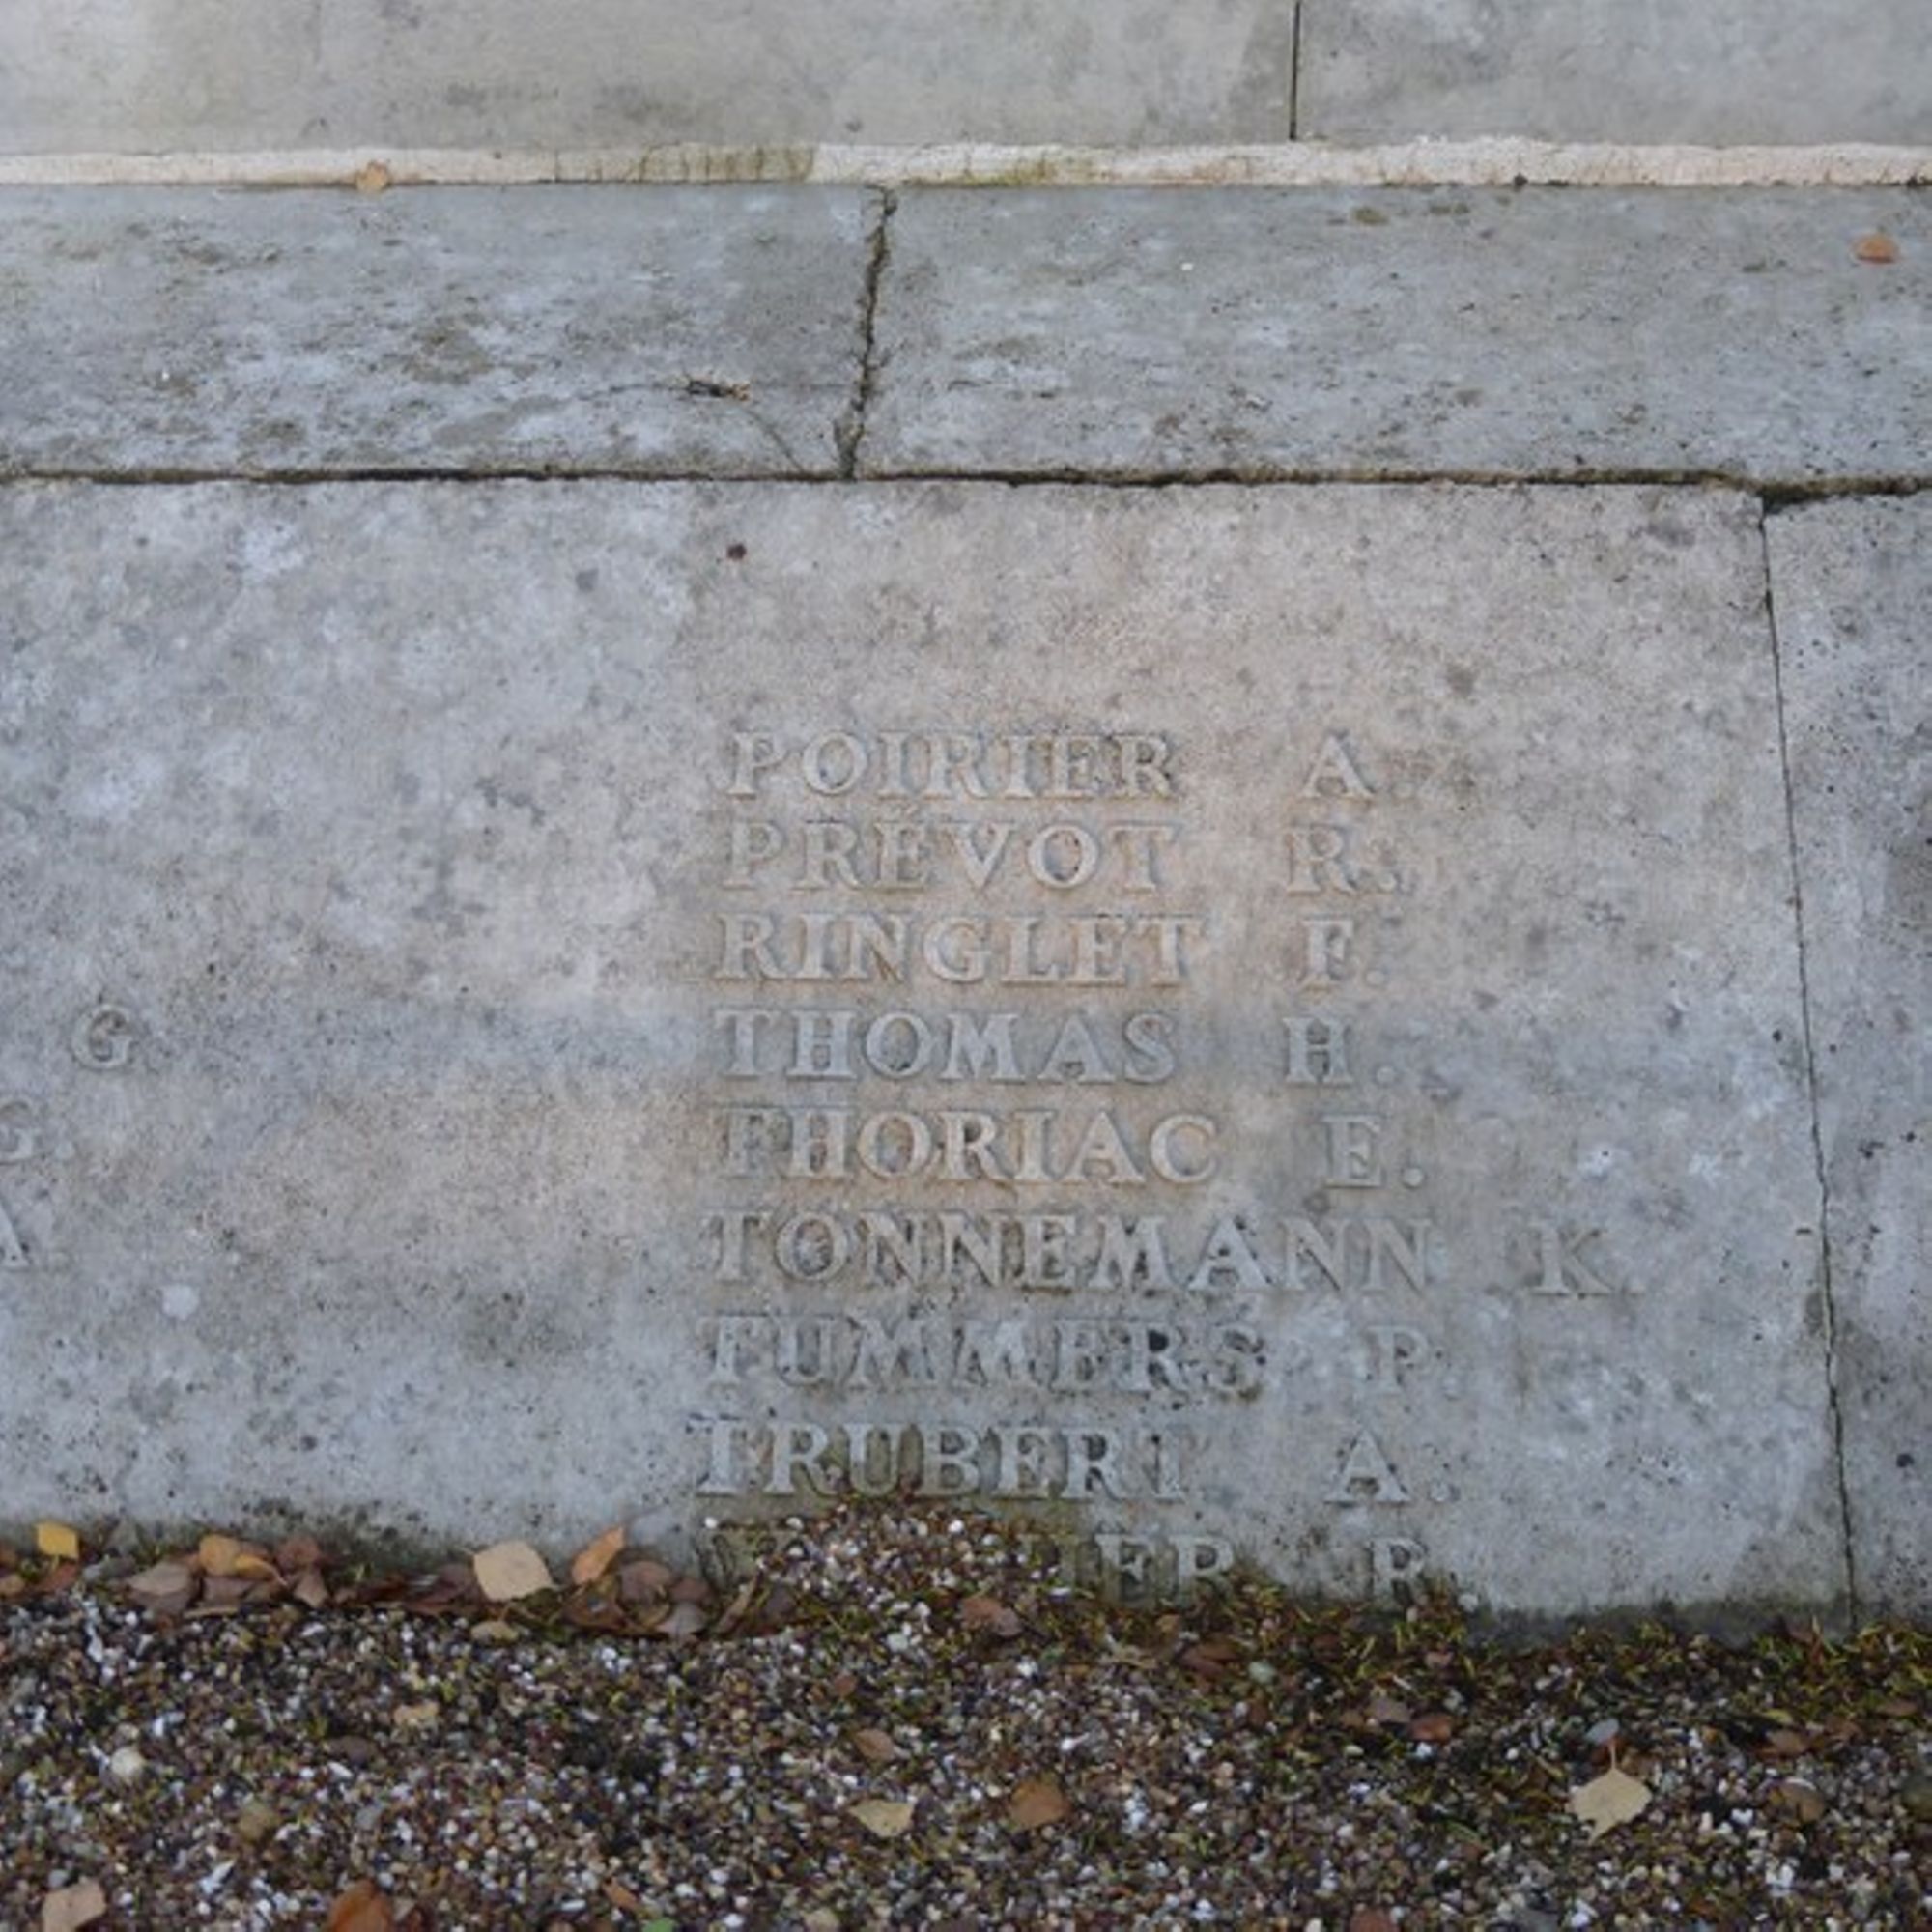 POIRIER A.
PRÉVOT R.
RINGLET F.
G. THOMAS H.
G. THORIAC E.
A. TONNEMANN K.
TUMMERS P.
TRUBERT A.
R.